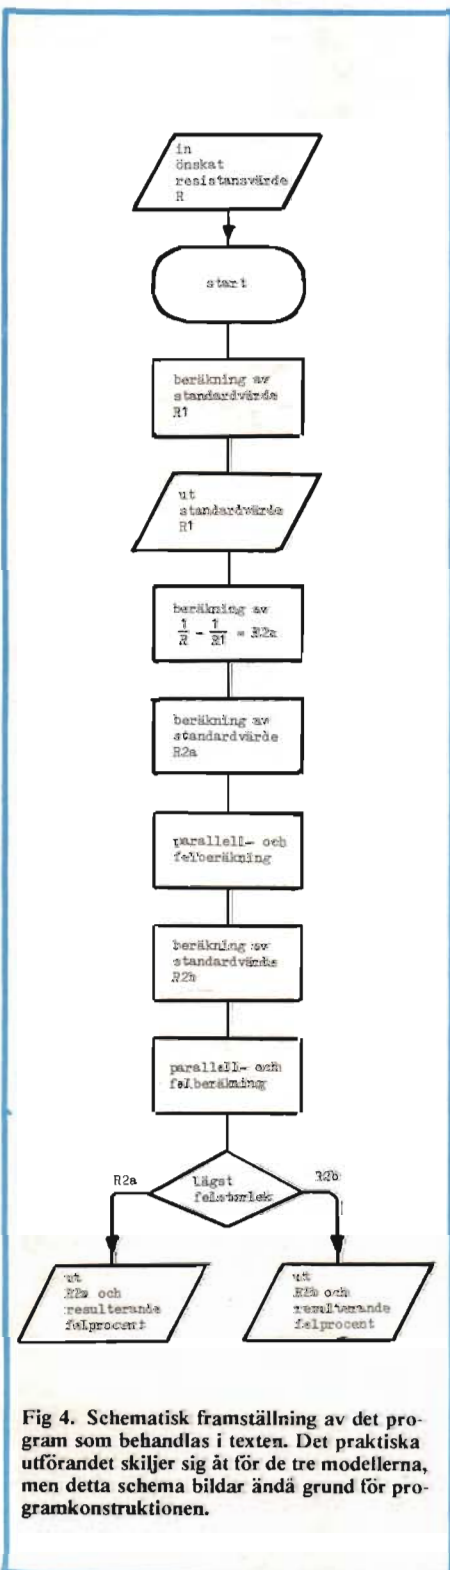 in
önskat
resistansvärde
R
start
beräkning av
standardvärde
R1
ut
standardvärde
R1
beräkning av
1/R - 1/R1 = R2a
beräkning av
standardvärde
R2a
parallell- och
felberäkning
beräkning av
standardvärde
R2b
parallell- och
felberäkning
lägst
felstorlek
R2a
R2b
ut
R2a och
resulterande
felprocent
ut
R2b och
resulterande
felprocent
Fig 4. Schematisk framställning av det pro-
gram som behandlas i texten. Det praktiska
utförandet skiljer sig åt för de tre modellerna,
men detta schema bildar ändå grund för pro-
gramkonstruktionen.